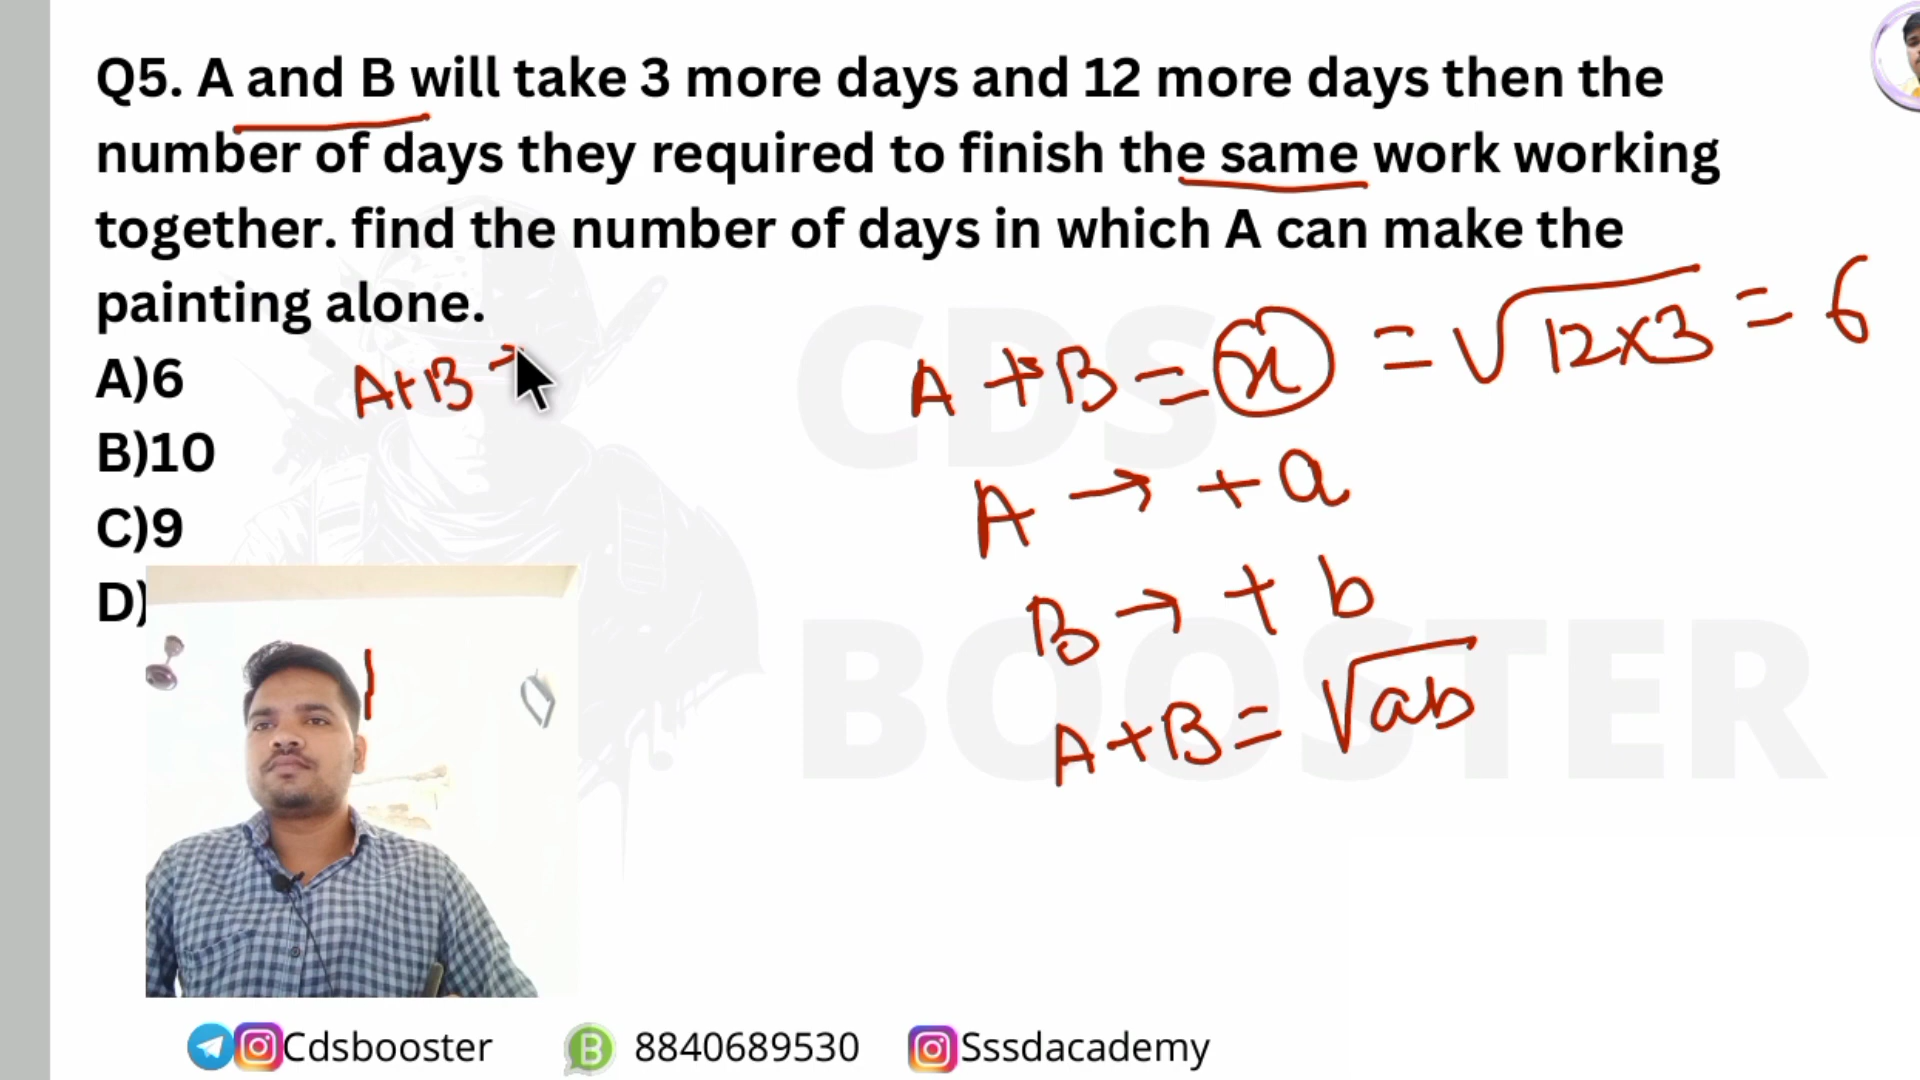 Q5. A and B will take 3 more days and 12 more days then the
number of days they required to finish the same work working
together. find the number of days in which A can make the
painting alone.
A)6
B)10
C)9
D)
A+B →
A + B = x = √12×3 = 6
A → + a
B → + b
A+B = √ab
CDS
BOOSTER
Cdsbooster
8840689530
Sssdacademy